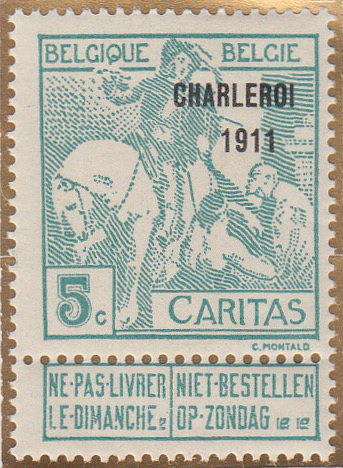 BELGIQUE BELGIE
CHARLEROI
1911
5c CARITAS
C.MONTALD
NE·PAS·LIVRER NIET·BESTELLEN
LE·DIMANCHE OP·ZONDAG